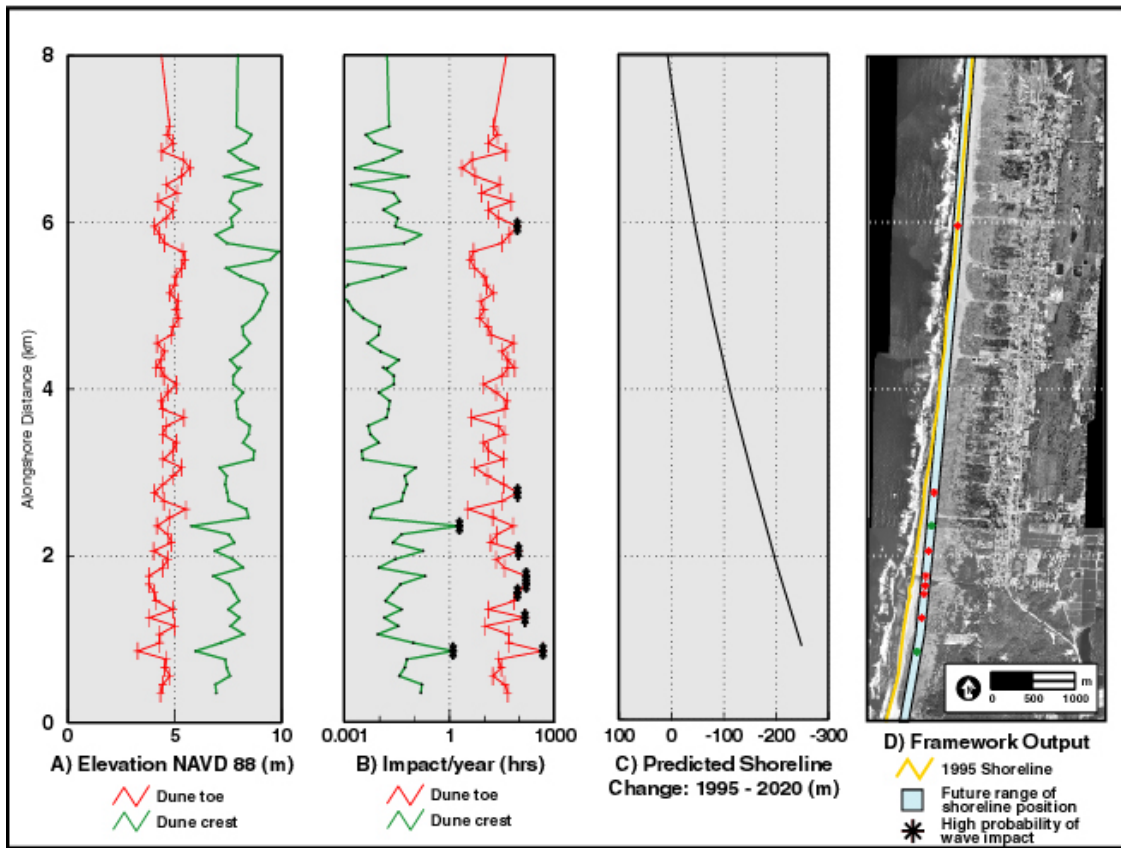 8
6
4
2
0
Alongshore Distance (km)
0 5 10
A) Elevation NAVD 88 (m)
Dune toe
Dune crest
0.001 1 1000
B) Impact/year (hrs)
Dune toe
Dune crest
100 0 -100 -200 -300
C) Predicted Shoreline
Change: 1995 - 2020 (m)
m
0 500 1000
D) Framework Output
1995 Shoreline
Future range of
shoreline position
High probability of
wave impact